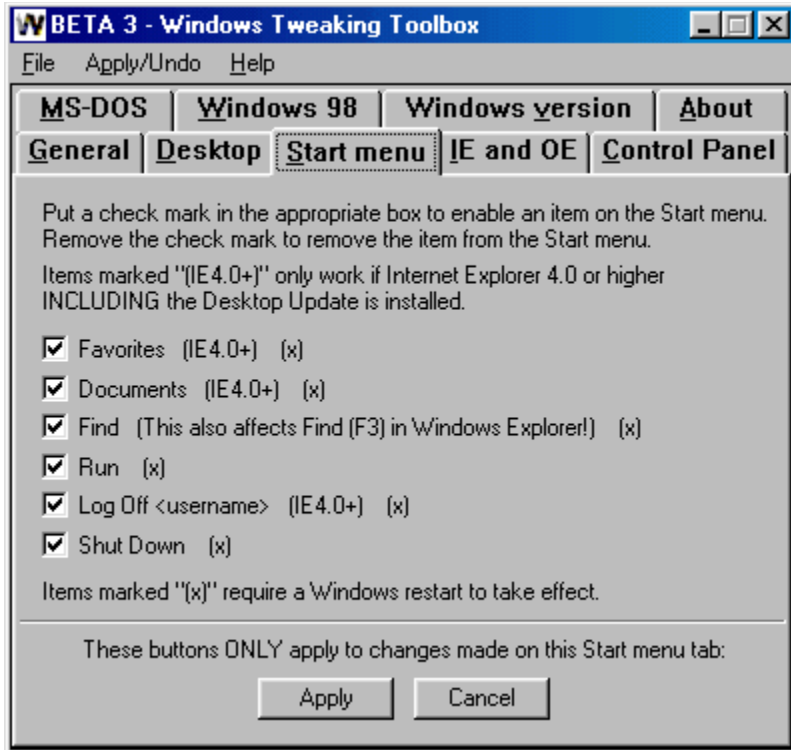 BETA 3 - Windows Tweaking Toolbox
File Apply/Undo Help
MS-DOS Windows 98 Windows version About
General Desktop Start menu IE and OE Control Panel
Put a check mark in the appropriate box to enable an item on the Start menu.
Remove the check mark to remove the item from the Start menu.
Items marked "(IE4.0+)" only work if Internet Explorer 4.0 or higher
INCLUDING the Desktop Update is installed.
Favorites (IE4.0+) (x)
Documents (IE4.0+) (x)
Find (This also affects Find (F3) in Windows Explorer!) (x)
Run (x)
Log Off <username> (IE4.0+) (x)
Shut Down (x)
Items marked "(x)" require a Windows restart to take effect.
These buttons ONLY apply to changes made on this Start menu tab:
Apply Cancel